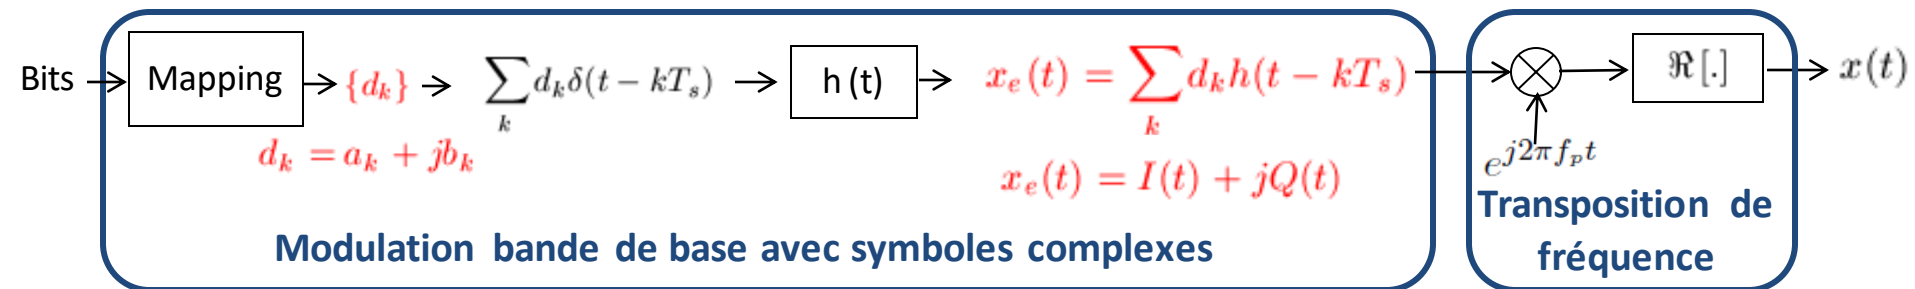 Bits → Mapping → {d_k} → ∑_k d_k δ(t − kT_s) → h (t) → x_e(t) = ∑_k d_k h(t − kT_s) → ⊗ → ℜ[.] → x(t)
d_k = a_k + jb_k
x_e(t) = I(t) + jQ(t)
e^{j2πf_p t}
Modulation bande de base avec symboles complexes
Transposition de
fréquence